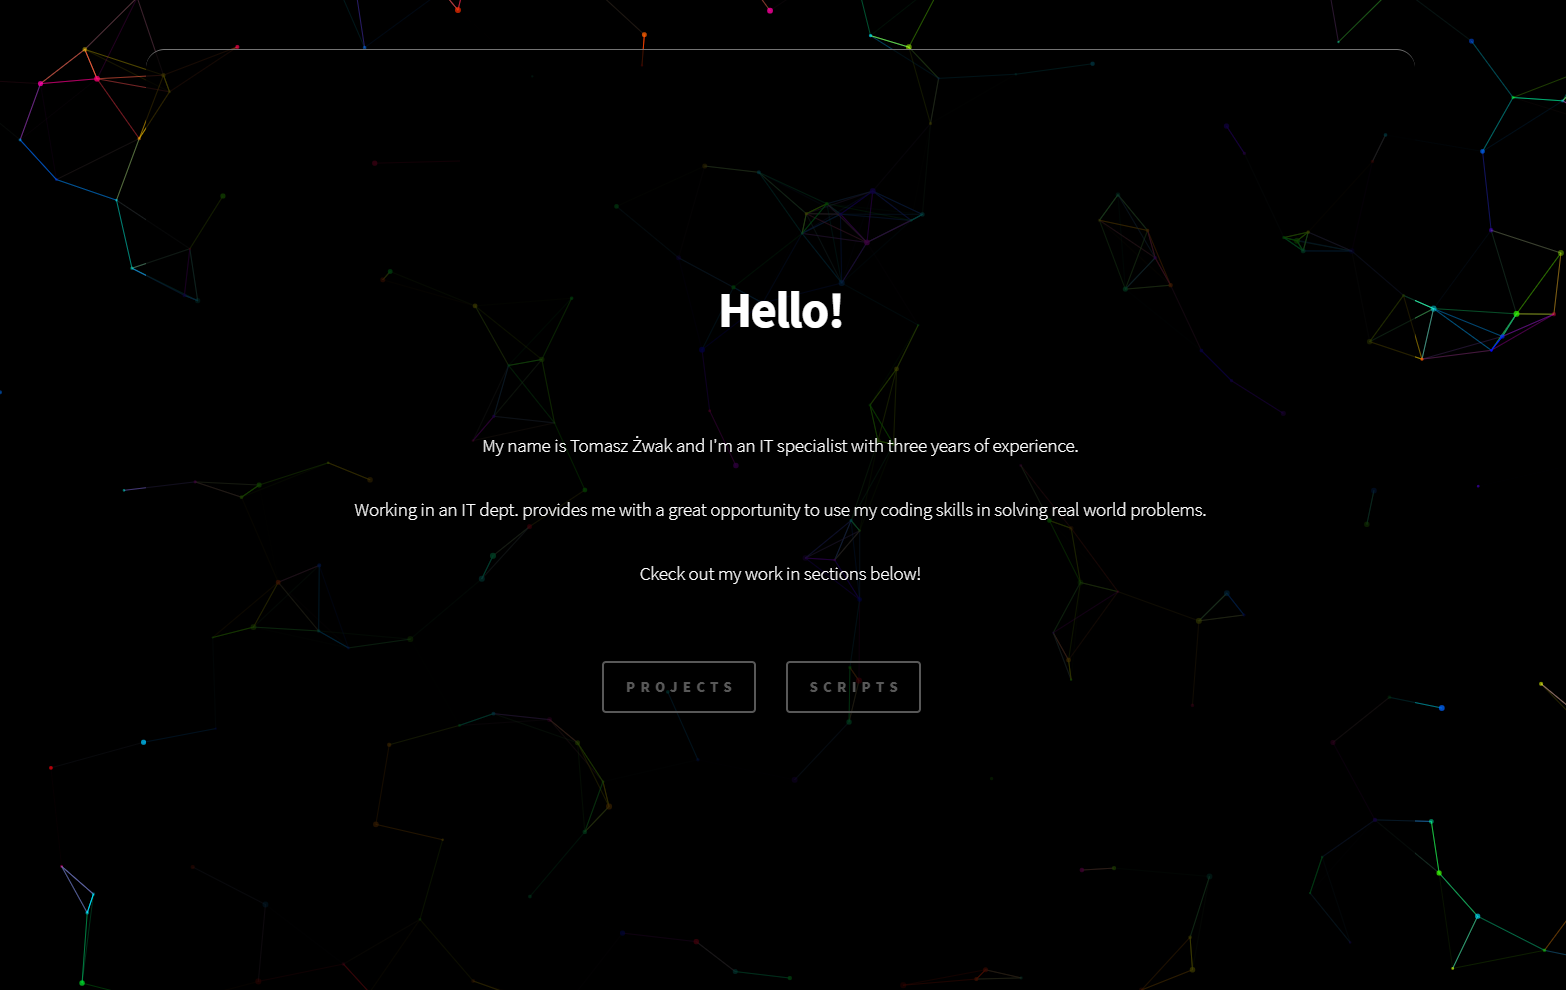 Hello!
My name is Tomasz Żwak and I'm an IT specialist with three years of experience.
Working in an IT dept. provides me with a great opportunity to use my coding skills in solving real world problems.
Ckeck out my work in sections below!
PROJECTS SCRIPTS